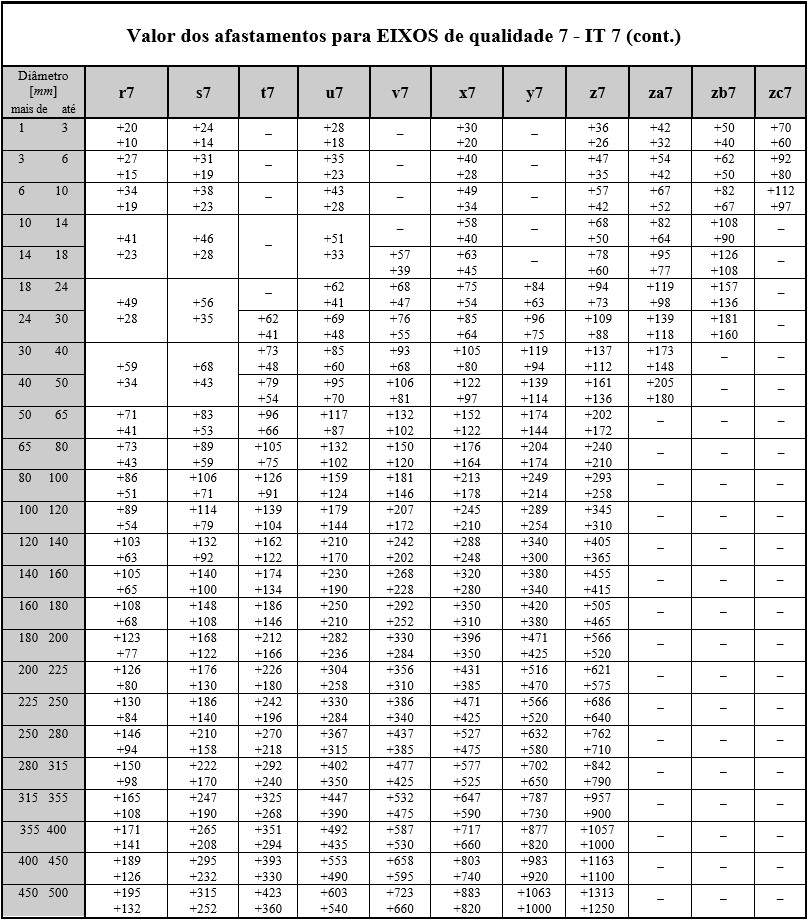 Valor dos afastamentos para EIXOS de qualidade 7 - IT 7 (cont.)
Diâmetro [mm] mais de até r7 s7 t7 u7 v7 x7 y7 z7 za7 zb7 zc7
1 3 +20 +24 – +28 – +30 – +36 +42 +50 +70
+10 +14 +18 +20 +26 +32 +40 +60
3 6 +27 +31 – +35 – +40 – +47 +54 +62 +92
+15 +19 +23 +28 +35 +42 +50 +80
6 10 +34 +38 – +43 – +49 – +57 +67 +82 +112
+19 +23 +28 +34 +42 +52 +67 +97
10 14 +41 +46 – +51 – +58 – +68 +82 +108 –
+23 +28 +33 +40 +50 +64 +90
14 18 +57 +63 – +78 +95 +126 –
+39 +45 +60 +77 +108
18 24 +49 +56 – +62 +68 +75 +84 +94 +119 +157 –
+28 +35 +41 +47 +54 +63 +73 +98 +136
24 30 +62 +69 +76 +85 +96 +109 +139 +181 –
+41 +48 +55 +64 +75 +88 +118 +160
30 40 +59 +68 +73 +85 +93 +105 +119 +137 +173 – –
+34 +43 +48 +60 +68 +80 +94 +112 +148
40 50 +79 +95 +106 +122 +139 +161 +205 – –
+54 +70 +81 +97 +114 +136 +180
50 65 +71 +83 +96 +117 +132 +152 +174 +202 – – –
+41 +53 +66 +87 +102 +122 +144 +172
65 80 +73 +89 +105 +132 +150 +176 +204 +240 – – –
+43 +59 +75 +102 +120 +164 +174 +210
80 100 +86 +106 +126 +159 +181 +213 +249 +293 – – –
+51 +71 +91 +124 +146 +178 +214 +258
100 120 +89 +114 +139 +179 +207 +245 +289 +345 – – –
+54 +79 +104 +144 +172 +210 +254 +310
120 140 +103 +132 +162 +210 +242 +288 +340 +405 – – –
+63 +92 +122 +170 +202 +248 +300 +365
140 160 +105 +140 +174 +230 +268 +320 +380 +455 – – –
+65 +100 +134 +190 +228 +280 +340 +415
160 180 +108 +148 +186 +250 +292 +350 +420 +505 – – –
+68 +108 +146 +210 +252 +310 +380 +465
180 200 +123 +168 +212 +282 +330 +396 +471 +566 – – –
+77 +122 +166 +236 +284 +350 +425 +520
200 225 +126 +176 +226 +304 +356 +431 +516 +621 – – –
+80 +130 +180 +258 +310 +385 +470 +575
225 250 +130 +186 +242 +330 +386 +471 +566 +686 – – –
+84 +140 +196 +284 +340 +425 +520 +640
250 280 +146 +210 +270 +367 +437 +527 +632 +762 – – –
+94 +158 +218 +315 +385 +475 +580 +710
280 315 +150 +222 +292 +402 +477 +577 +702 +842 – – –
+98 +170 +240 +350 +425 +525 +650 +790
315 355 +165 +247 +325 +447 +532 +647 +787 +957 – – –
+108 +190 +268 +390 +475 +590 +730 +900
355 400 +171 +265 +351 +492 +587 +717 +877 +1057 – – –
+141 +208 +294 +435 +530 +660 +820 +1000
400 450 +189 +295 +393 +553 +658 +803 +983 +1163 – – –
+126 +232 +330 +490 +595 +740 +920 +1100
450 500 +195 +315 +423 +603 +723 +883 +1063 +1313 – – –
+132 +252 +360 +540 +660 +820 +1000 +1250